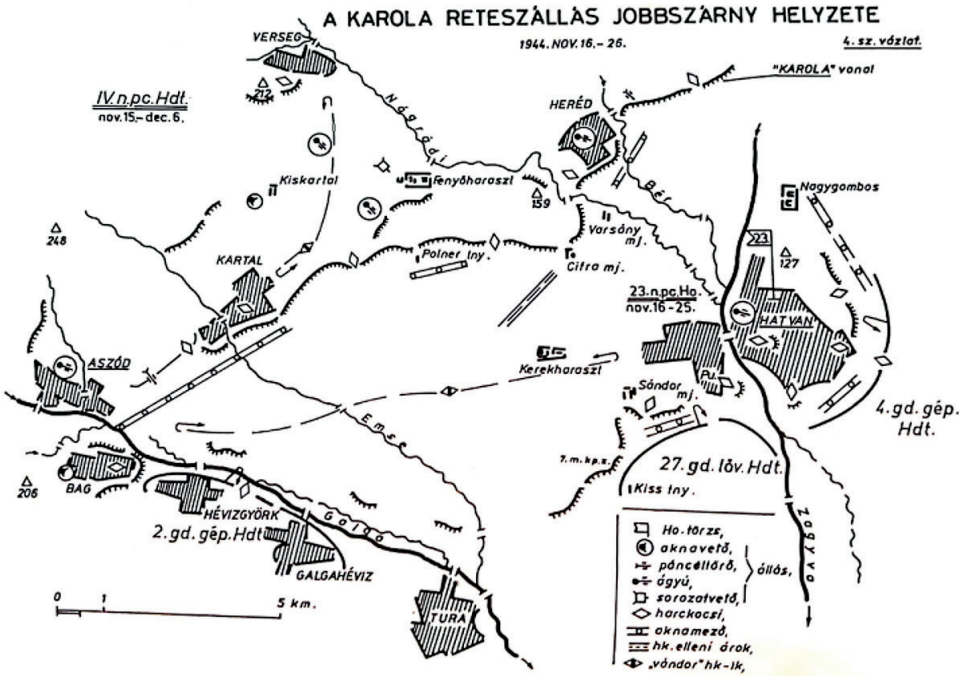 A KAROLA RETESZÁLLÁS JOBBSZÁRNY HELYZETE
1944. NOV. 16. - 26.
4. sz. vázlat.
VERSEG
"KAROLA" vonal
212
IV. n. pc. Hdt.
nov. 15. - dec. 6.
Nógrádi
HERÉD
Bér
Kiskartal
Fenyőharaszt
159
Nagygombos
248
Varsány
mj.
23.
127
KARTAL
Polner tny.
Citra mj.
23. n. pc. Ho.
nov. 16 - 25.
HATVAN
ASZÓD
Kerekharaszt
Pu.
Sándor
mj.
Emse
4. gd. gép.
Hdt.
7. m. kp. z.
27. gd. löv. Hdt.
206
BAG
Kiss tny.
HÉVIZGYÖRK
2. gd. gép. Hdt
Galga
Zagyva
GALGAHÉVIZ
0 1 5 km.
TURA
Ho. törzs,
aknavető,
páncéltörő,
ágyú,
sorozatvető,
állás,
harckocsi,
aknamező,
hk. elleni árok,
„vándor" hk-ik,